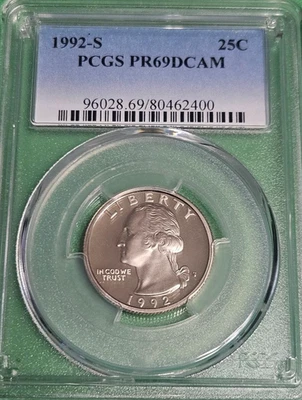 1992-S 25C
PCGS PR69DCAM
96028.69/80462400
LIBERTY
IN GOD WE
TRUST
S
1992